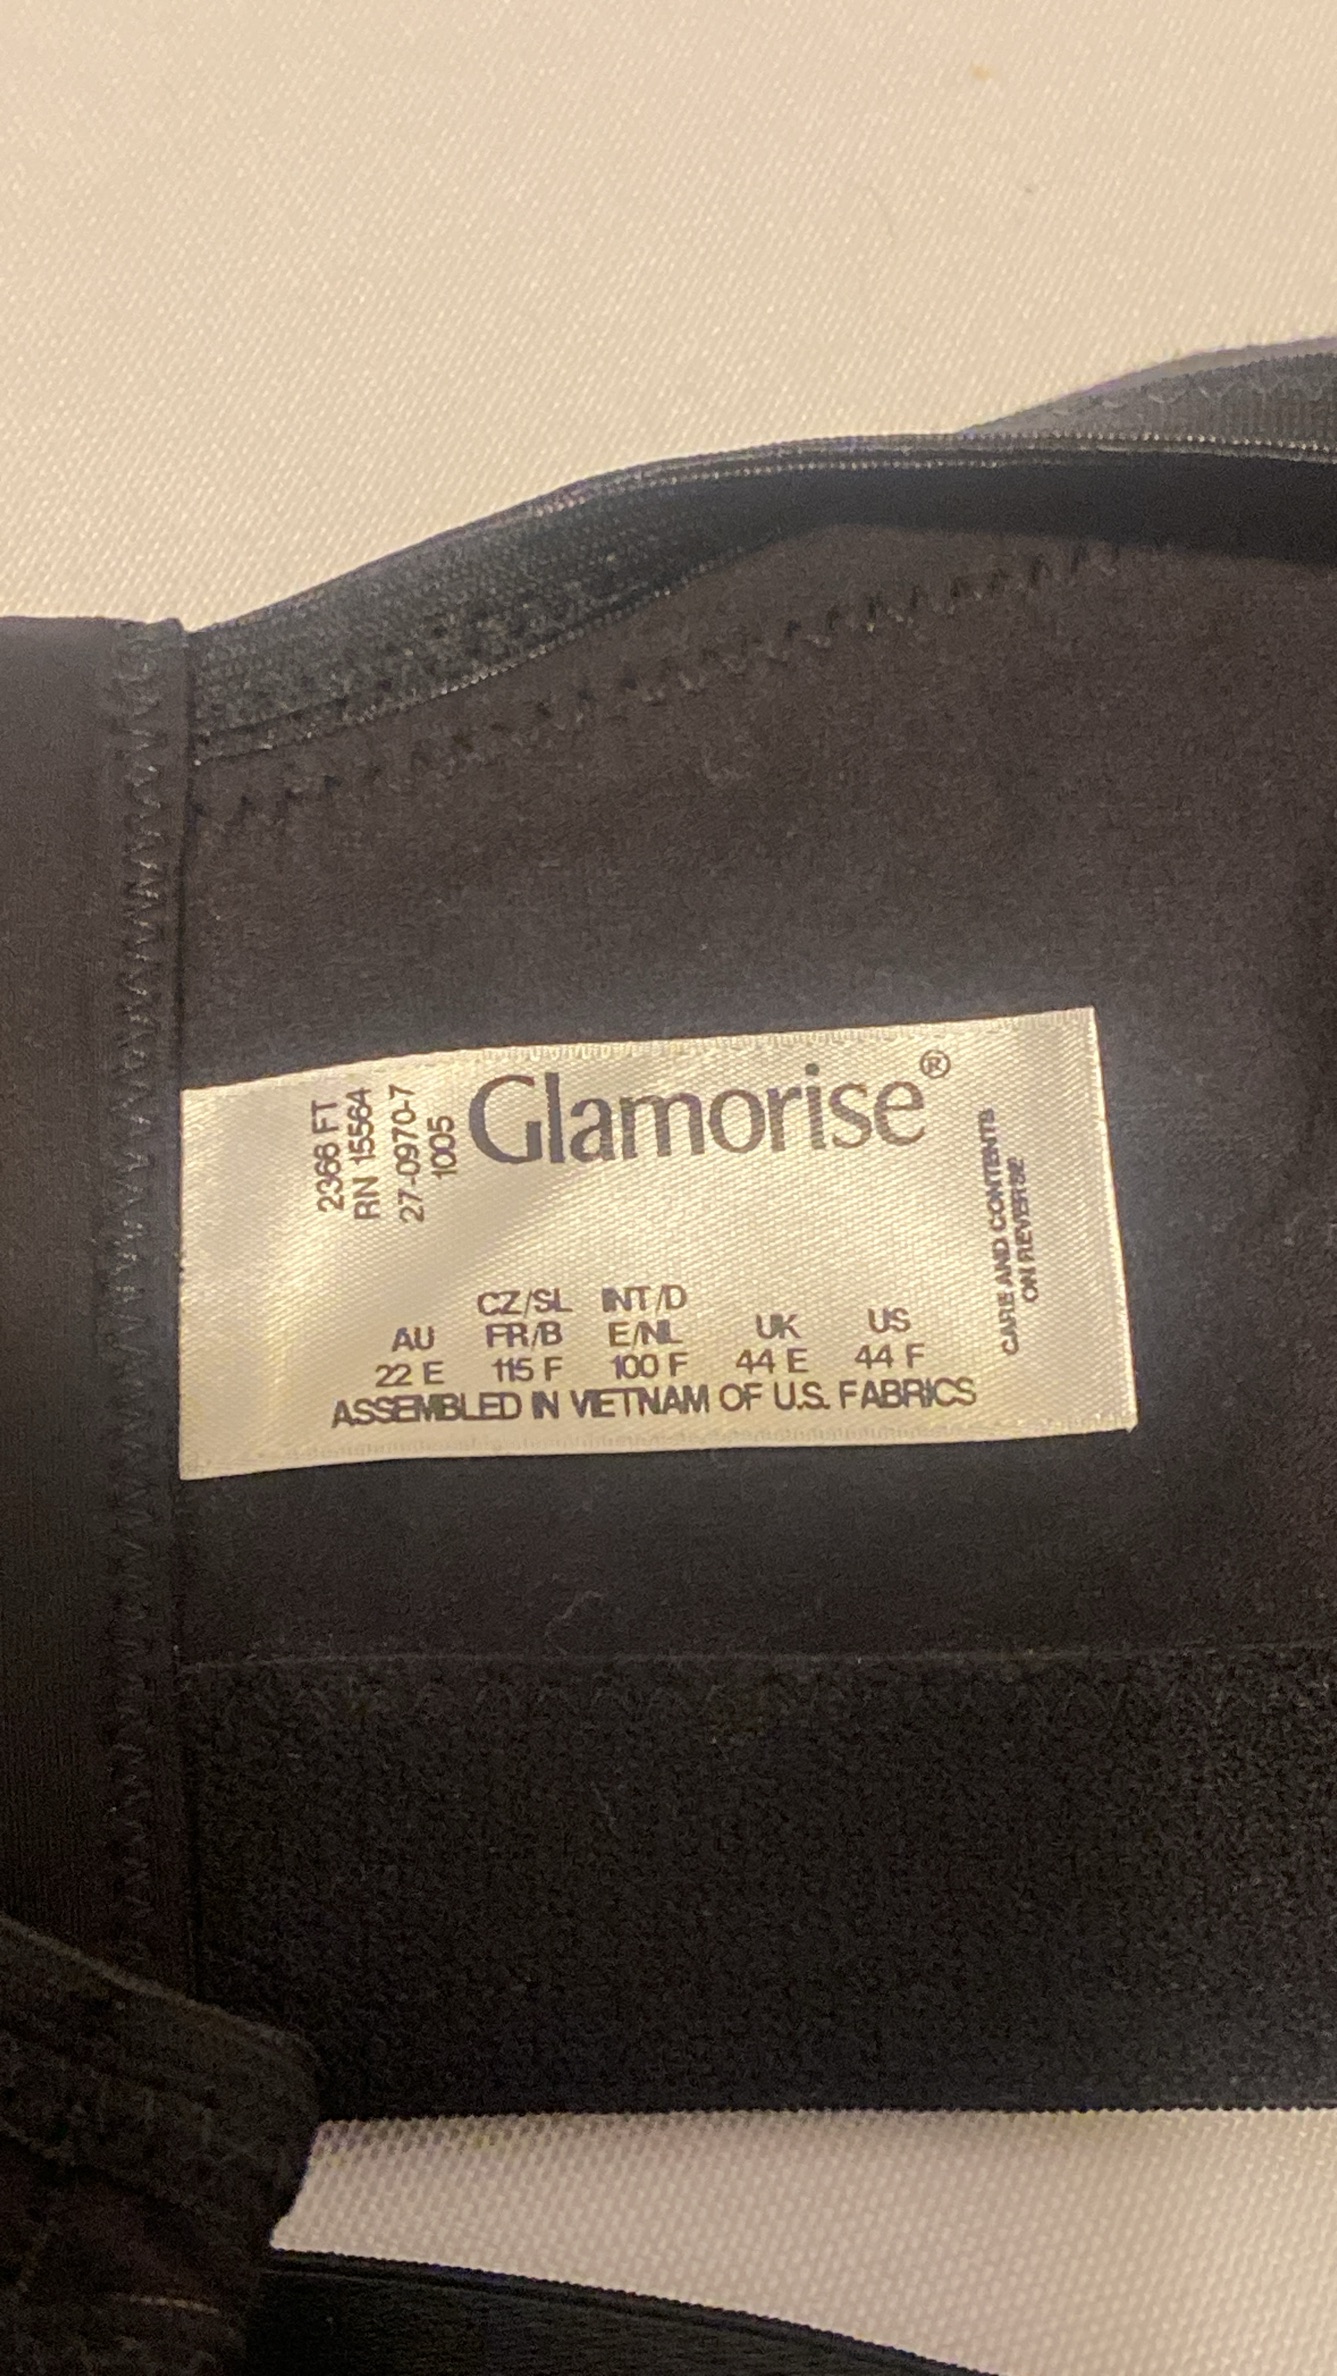 2366 FT
RN 15564
27-0970-7
1005
Glamorise®
CARE AND CONTENTS
ON REVERSE
CZ/SL INT/D
AU FR/B E/NL UK US
22 E 115 F 100 F 44 E 44 F
ASSEMBLED IN VIETNAM OF U.S. FABRICS